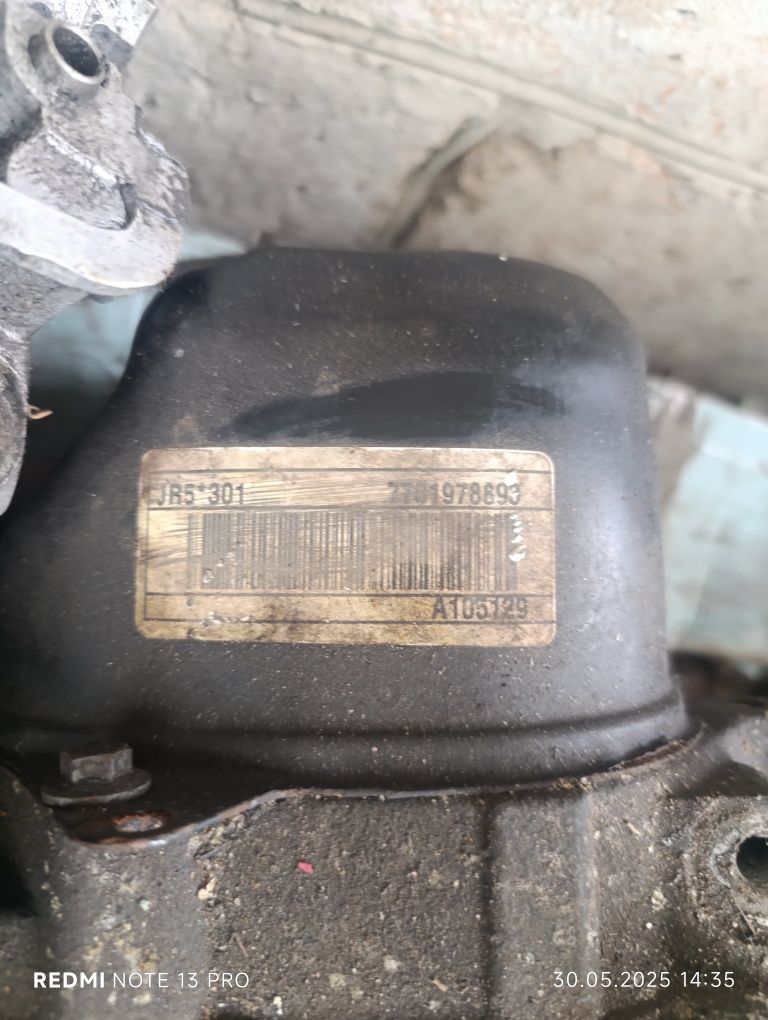 JR5*301 7701978893
A105129
REDMI NOTE 13 PRO 30.05.2025 14:35